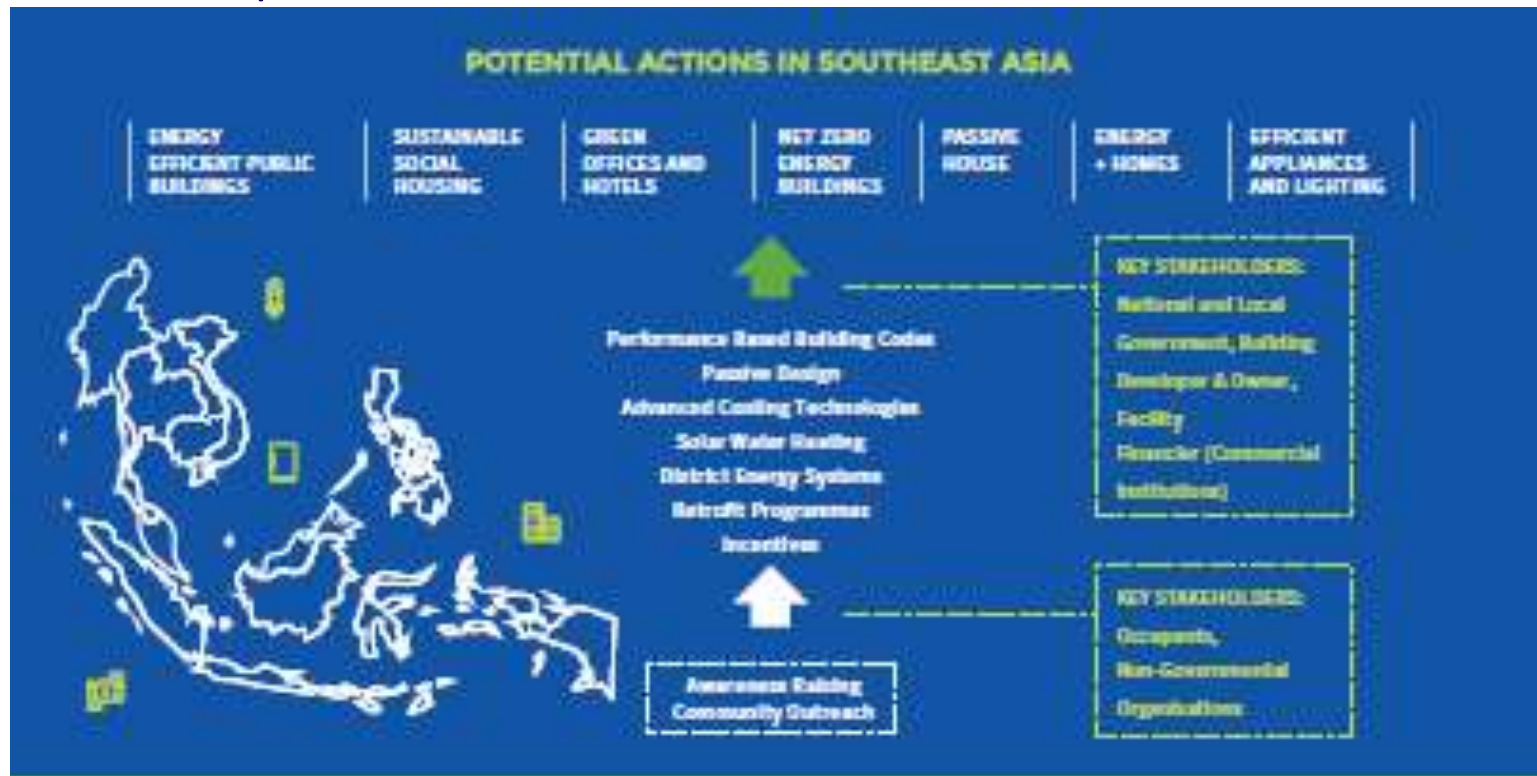 POTENTIAL ACTIONS IN SOUTHEAST ASIA
ENERGY
EFFICIENT PUBLIC
BUILDINGS
SUSTAINABLE
SOCIAL
HOUSING
GREEN
OFFICES AND
HOTELS
NET ZERO
ENERGY
BUILDINGS
PASSIVE
HOUSE
ENERGY
+ HOMES
EFFICIENT
APPLIANCES
AND LIGHTING
Performance Based Building Codes
Passive Design
Advanced Cooling Technologies
Solar Water Heating
District Energy Systems
Retrofit Programmes
Incentives
Awareness Raising
Community Outreach
KEY STAKEHOLDERS:
National and Local
Government, Building
Developer & Owner,
Facility
Financier (Commercial
Institutions)
KEY STAKEHOLDERS:
Occupants,
Non-Governmental
Organisations